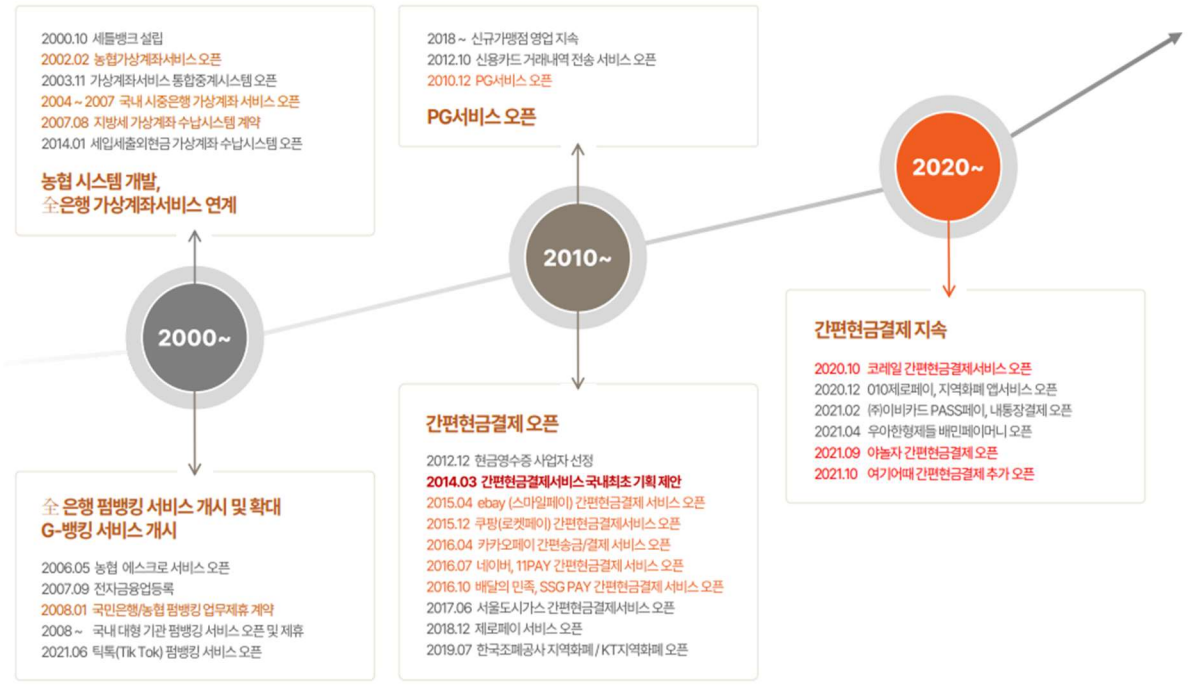 2000.10 세틀뱅크 설립
2002.02 농협가상계좌서비스 오픈
2003.11 가상계좌서비스 통합중계시스템 오픈
2004 ~ 2007 국내 시중은행 가상계좌 서비스 오픈
2007.08 지방세 가상계좌 수납시스템 계약
2014.01 세입세출외현금 가상계좌 수납시스템 오픈
농협 시스템 개발,
全은행 가상계좌서비스 연계
2000~
全 은행 펌뱅킹 서비스 개시 및 확대
G-뱅킹 서비스 개시
2006.05 농협 에스크로 서비스 오픈
2007.09 전자금융업등록
2008.01 국민은행/농협 펌뱅킹 업무제휴 계약
2008 ~ 국내 대형 기관 펌뱅깅 서비스 오픈 및 제휴
2021.06 틱톡(Tik Tok) 펌뱅킹 서비스 오픈
2018 ~ 신규가맹점 영업 지속
2012.10 신용카드 거래내역 전송 서비스 오픈
2010.12 PG서비스 오픈
PG서비스 오픈
2010~
간편현금결제 오픈
2012.12 현금영수증 사업자 선정
2014.03 간편현금결제서비스 국내최초 기획 제안
2015.04 ebay (스마일페이) 간편현금결제 서비스 오픈
2015.12 쿠팡(로켓페이) 간편현금결제서비스 오픈
2016.04 카카오페이 간편송금/결제 서비스 오픈
2016.07 네이버, 11PAY 간편현금결제 서비스 오픈
2016.10 배달의 민족, SSG PAY 간편현금결제 서비스 오픈
2017.06 서울도시가스 간편현금결제서비스 오픈
2018.12 제로페이 서비스 오픈
2019.07 한국조폐공사 지역화폐 / KT지역화폐 오픈
2020~
간편현금결제 지속
2020.10 코레일 간편현금결제서비스 오픈
2020.12 010제로페이, 지역화폐 앱서비스 오픈
2021.02 ㈜이비카드 PASS페이, 내통장결제 오픈
2021.04 우아한형제들 배민페이머니 오픈
2021.09 야놀자 간편현금결제 오픈
2021.10 여기어때 간편현금결제 추가 오픈